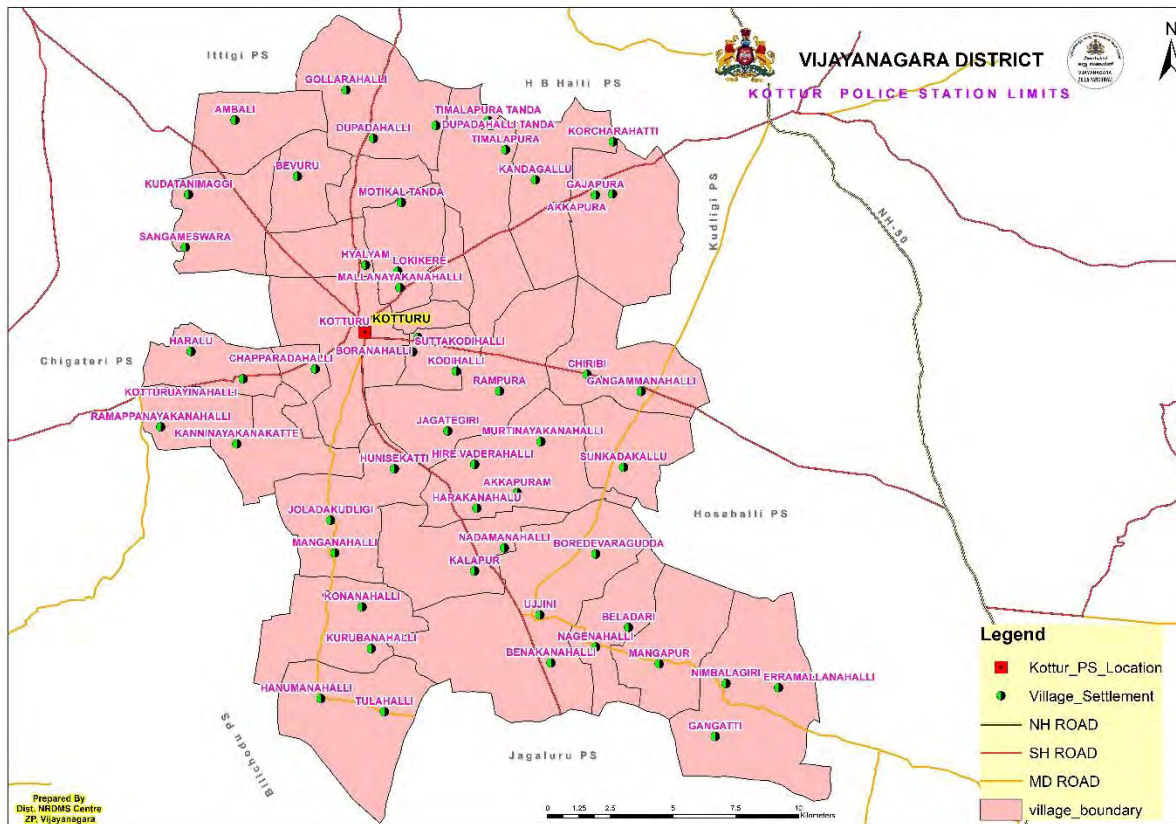 N
VIJAYANAGARA DISTRICT
KOTTUR POLICE STATION LIMITS
Ittigi PS
H B Halli PS
GOLLARAHALLI
AMBALI
TIMALAPURA TANDA
DUPADAHALLI
DUPADAHALLI TANDA
KORCHARAHATTI
TIMALAPURA
BEVURU
KANDAGALLU
KUDATANIMAGGI
MOTIKAL-TANDA
GAJAPURA
AKKAPURA
Kudligi PS
NH-50
SANGAMESWARA
HYALYAM
LOKIKERE
MALLANAYAKANAHALLI
KOTTURU
KOTTURU
SUTTAKODIHALLI
HARALU
BORANAHALLI
Chigateri PS
CHAPPARADAHALLI
KODIHALLI
CHIRIBI
RAMPURA
GANGAMMANAHALLI
KOTTURUAYINAHALLI
RAMAPPANAYAKANAHALLI
JAGATEGIRI
KANNINAYAKANAKATTE
MURTINAYAKANAHALLI
HUNISEKATTI
HIRE VADERAHALLI
SUNKADAKALLU
AKKAPURAM
HARAKANAHALU
JOLADAKUDLIGI
Hosahalli PS
MANGANAHALLI
NADAMANAHALLI
BOREDEVARAGUDDA
KALAPUR
KONANAHALLI
UJJINI
BELADARI
KURUBANAHALLI
NAGENAHALLI
BENAKANAHALLI
MANGAPUR
NIMBALAGIRI
ERRAMALLANAHALLI
HANUMANAHALLI
TULAHALLI
GANGATTI
Bilichodu PS
Jagaluru PS
Legend
Kottur_PS_Location
Village_Settlement
NH ROAD
SH ROAD
MD ROAD
village_boundary
Prepared By
Dist. NRDMS Centre
ZP, Vijayanagara
0 1.25 2.5 5 7.5 10
Kilometers